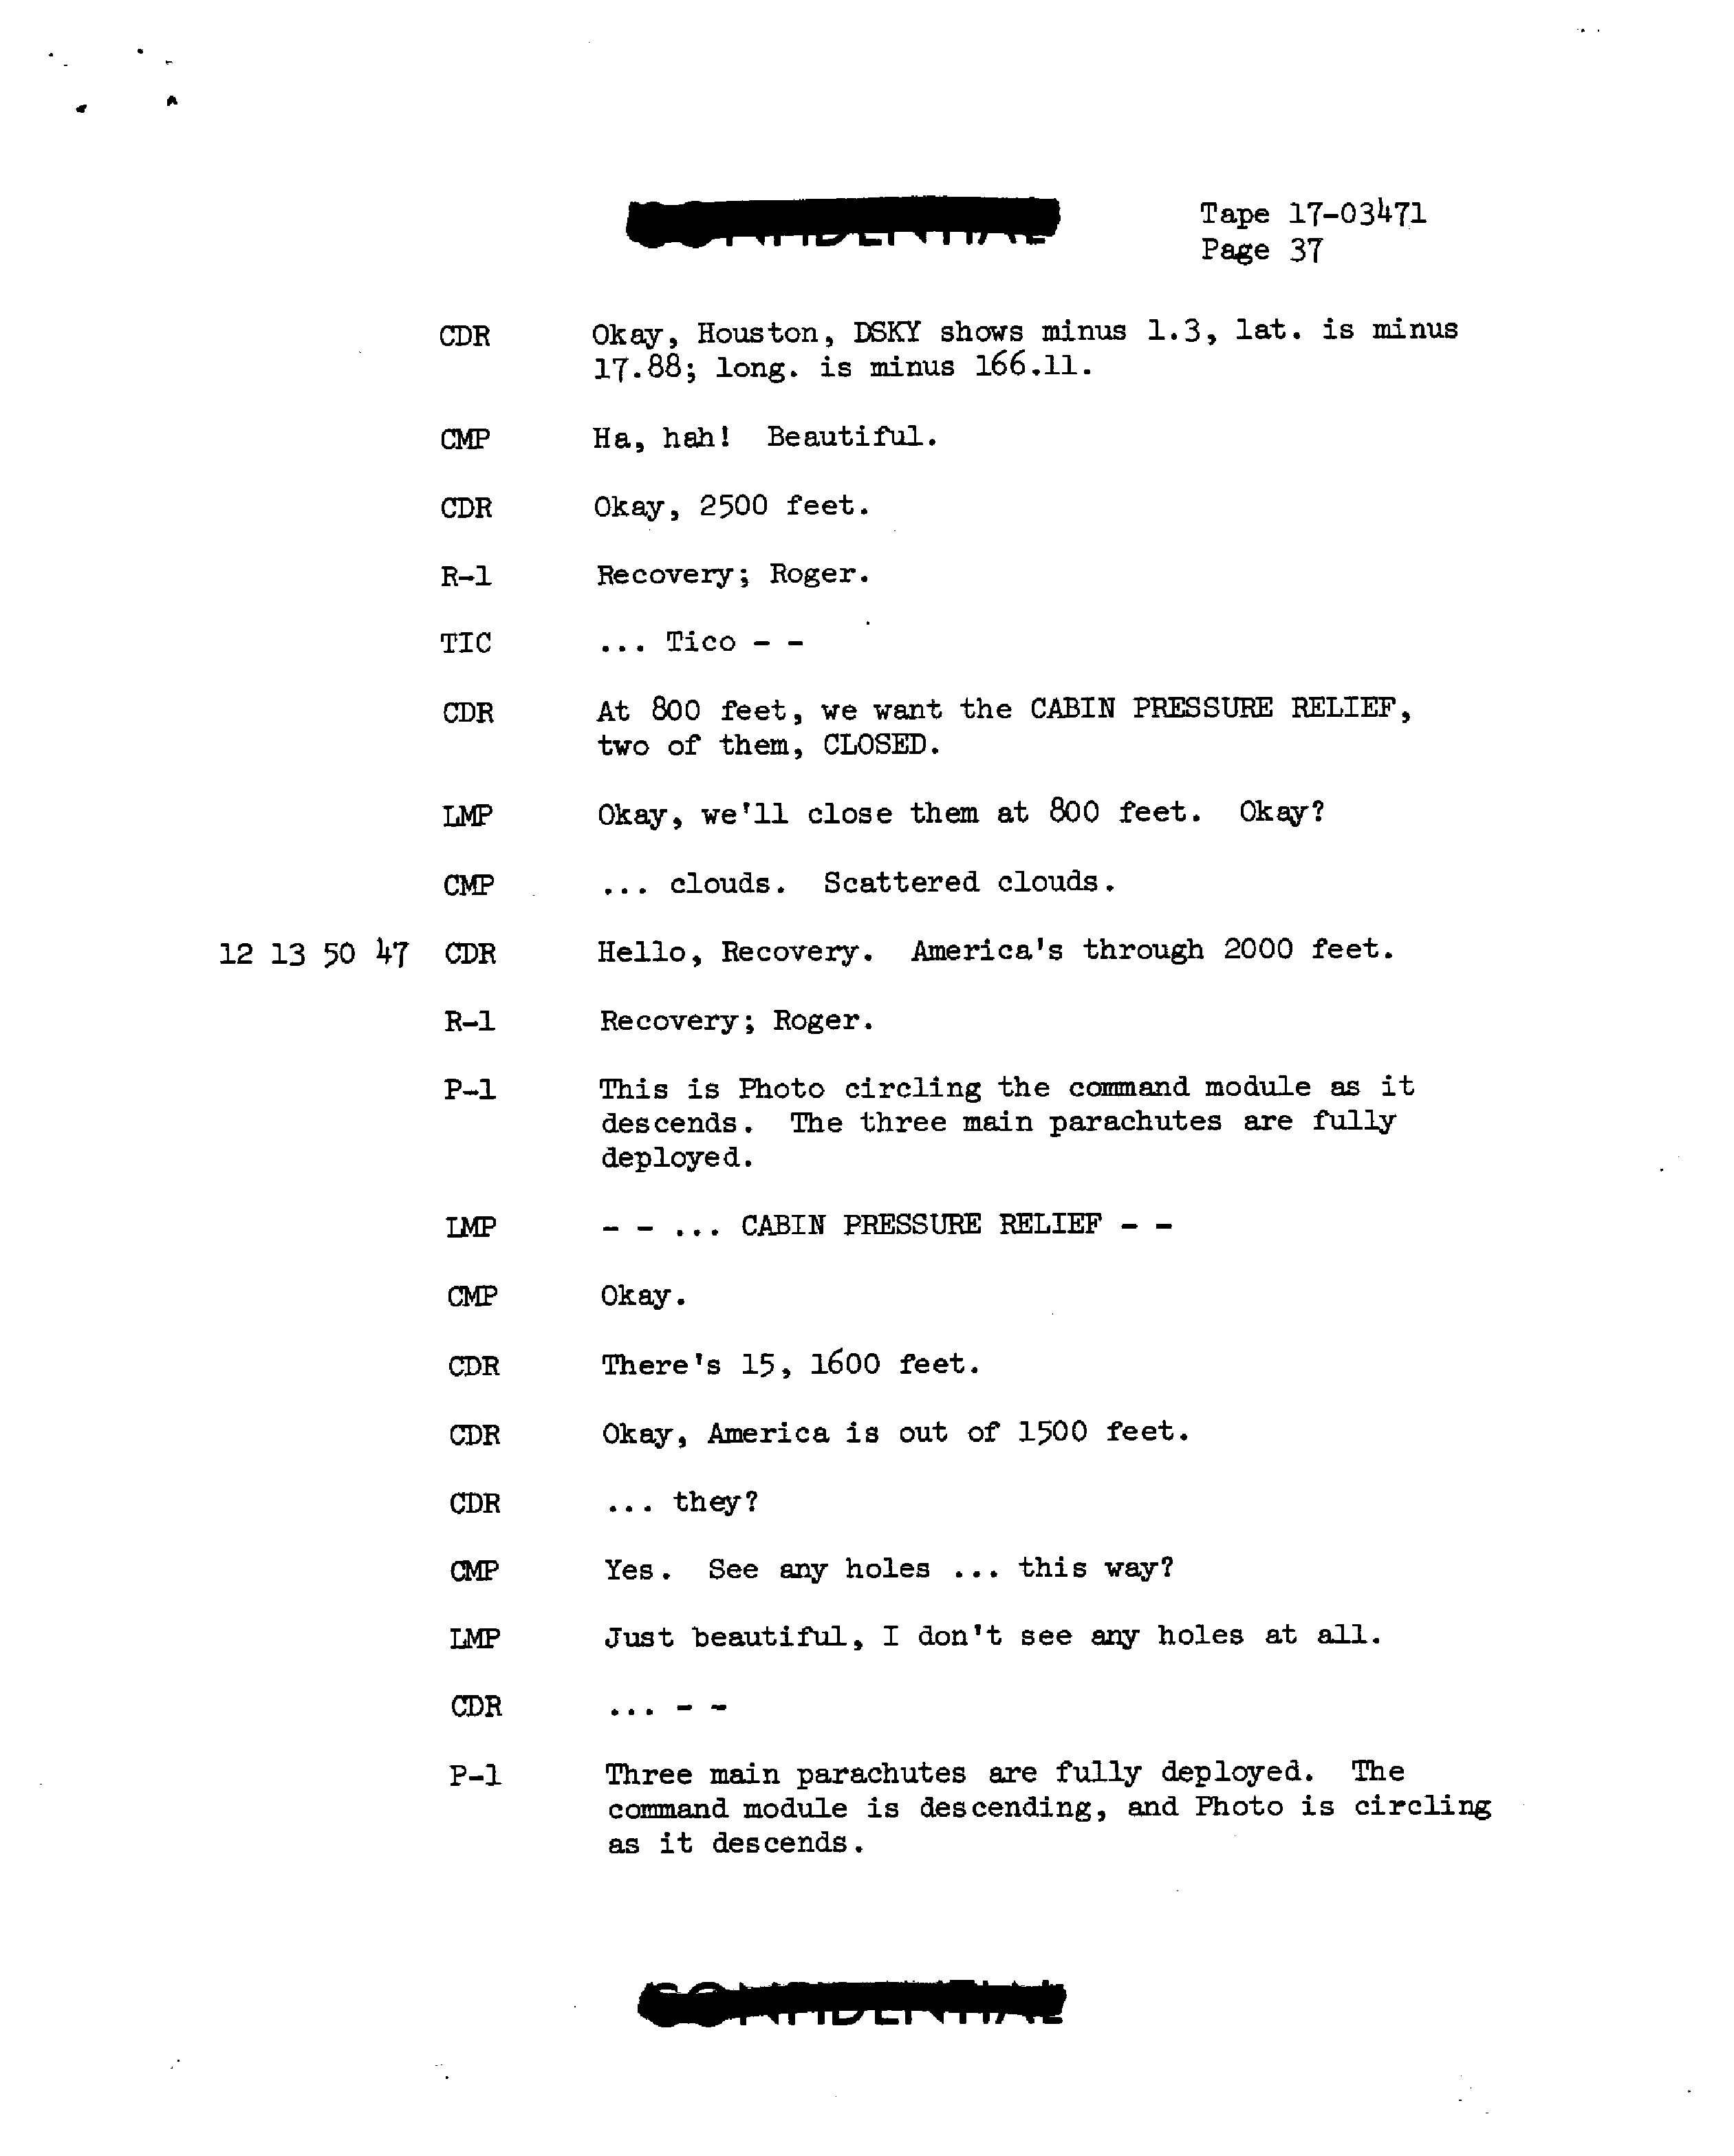 CONFIDENTIAL
Tape 17-03471
Page 37
CDR Okay, Houston, DSKY shows minus 1.3, lat. is minus
17.88; long. is minus 166.11.
CMP Ha, hah! Beautiful.
CDR Okay, 2500 feet.
R-1 Recovery; Roger.
TIC ... Tico - -
CDR At 800 feet, we want the CABIN PRESSURE RELIEF,
two of them, CLOSED.
LMP Okay, we'll close them at 800 feet. Okay?
CMP ... clouds. Scattered clouds.
12 13 50 47 CDR Hello, Recovery. America's through 2000 feet.
R-1 Recovery; Roger.
P-1 This is Photo circling the command module as it
descends. The three main parachutes are fully
deployed.
LMP - - ... CABIN PRESSURE RELIEF - -
CMP Okay.
CDR There's 15, 1600 feet.
CDR Okay, America is out of 1500 feet.
CDR ... they?
CMP Yes. See any holes ... this way?
LMP Just beautiful, I don't see any holes at all.
CDR ... - -
P-1 Three main parachutes are fully deployed. The
command module is descending, and Photo is circling
as it descends.
CONFIDENTIAL